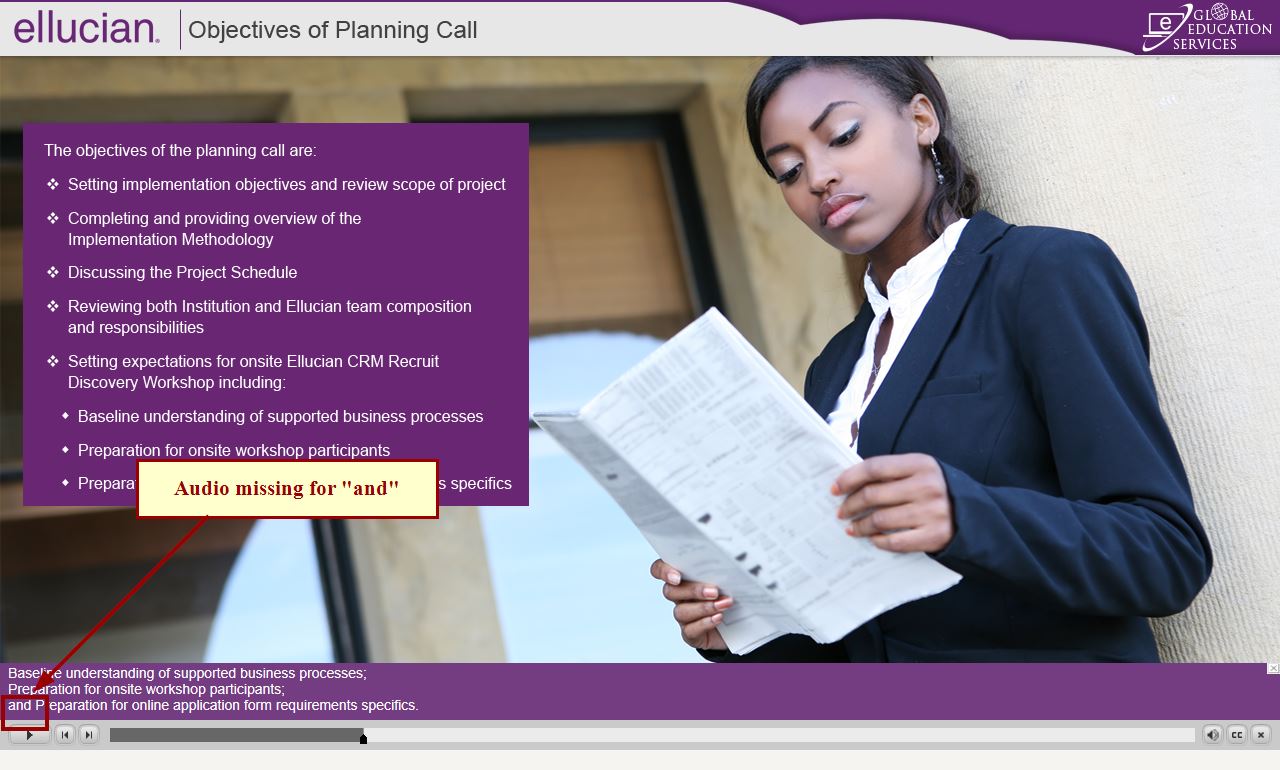 ellucian®
Objectives of Planning Call
e GLOBAL
EDUCATION
SERVICES
The objectives of the planning call are:
Setting implementation objectives and review scope of project
Completing and providing overview of the
Implementation Methodology
Discussing the Project Schedule
Reviewing both Institution and Ellucian team composition
and responsibilities
Setting expectations for onsite Ellucian CRM Recruit
Discovery Workshop including:
Baseline understanding of supported business processes
Preparation for onsite workshop participants
s specifics
Audio missing for "and"
Baseline understanding of supported business processes;
Preparation for onsite workshop participants;
and Preparation for online application form requirements specifics.
CC